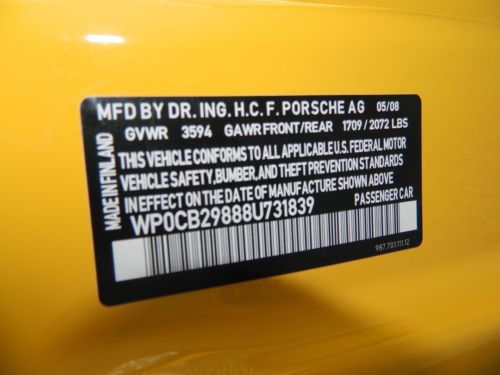 MFD BY DR. ING. H.C. F. PORSCHE AG 05/08
GVWR 3594 GAWR FRONT/REAR 1709 / 2072 LBS
THIS VEHICLE CONFORMS TO ALL APPLICABLE U.S. FEDERAL MOTOR
VEHICLE SAFETY, BUMBER, AND THEFT PREVENTION STANDARDS
IN EFFECT ON THE DATE OF MANUFACTURE SHOWN ABOVE
WP0CB29888U731839 PASSENGER CAR
987.701.111.12
MADE IN FINLAND